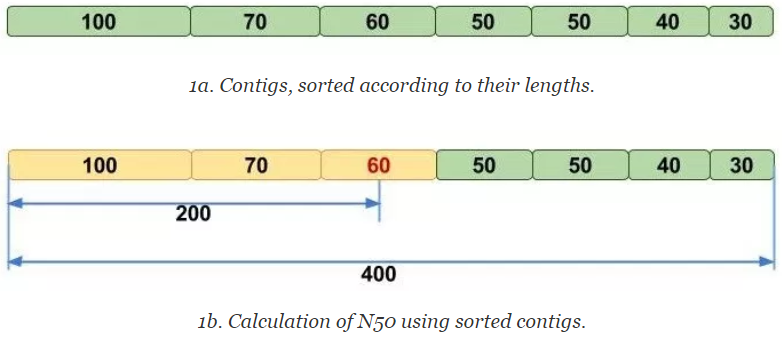 100 70 60 50 50 40 30
1a. Contigs, sorted according to their lengths.
100 70 60 50 50 40 30
200
400
1b. Calculation of N50 using sorted contigs.